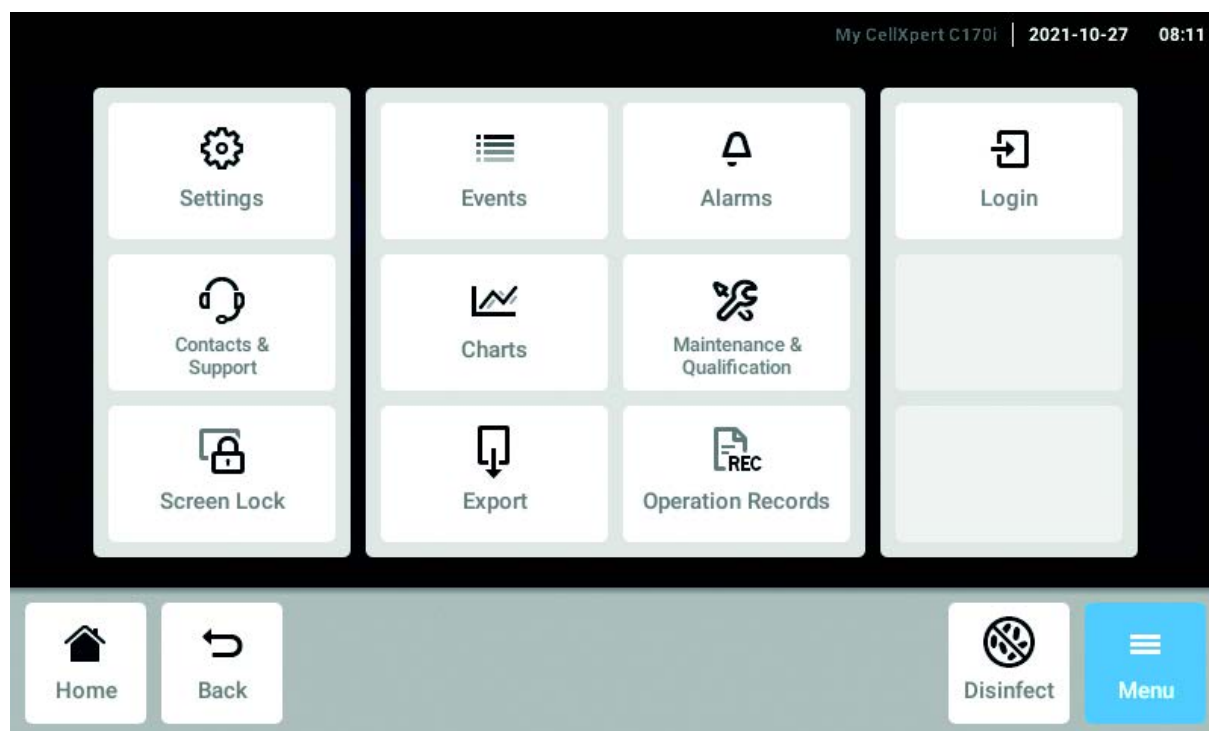 My CellXpert C170i 2021-10-27 08:11
Settings
Events
Alarms
Login
Contacts &
Support
Charts
Maintenance &
Qualification
Screen Lock
Export
REC
Operation Records
Home
Back
Disinfect
Menu